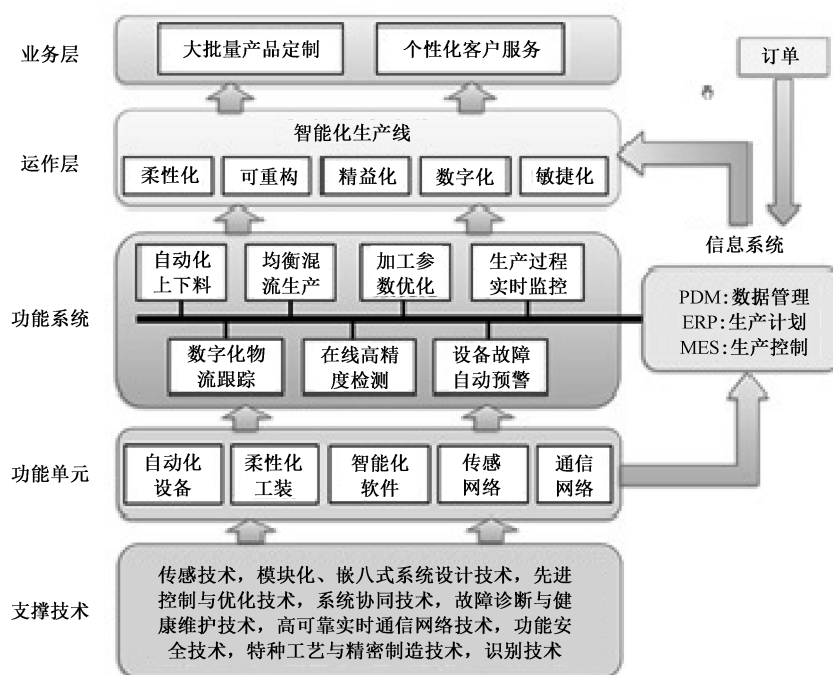 业务层
大批量产品定制
个性化客户服务
订单
运作层
智能化生产线
柔性化
可重构
精益化
数字化
敏捷化
信息系统
PDM:数据管理
ERP:生产计划
MES:生产控制
功能系统
自动化
上下料
均衡混
流生产
加工参
数优化
生产过程
实时监控
数字化物
流跟踪
在线高精
度检测
设备故障
自动预警
功能单元
自动化
设备
柔性化
工装
智能化
软件
传感
网络
通信
网络
支撑技术
传感技术，模块化、嵌八式系统设计技术，先进
控制与优化技术，系统协同技术，故障诊断与健
康维护技术，高可靠实时通信网络技术，功能安
全技术，特种工艺与精密制造技术，识别技术